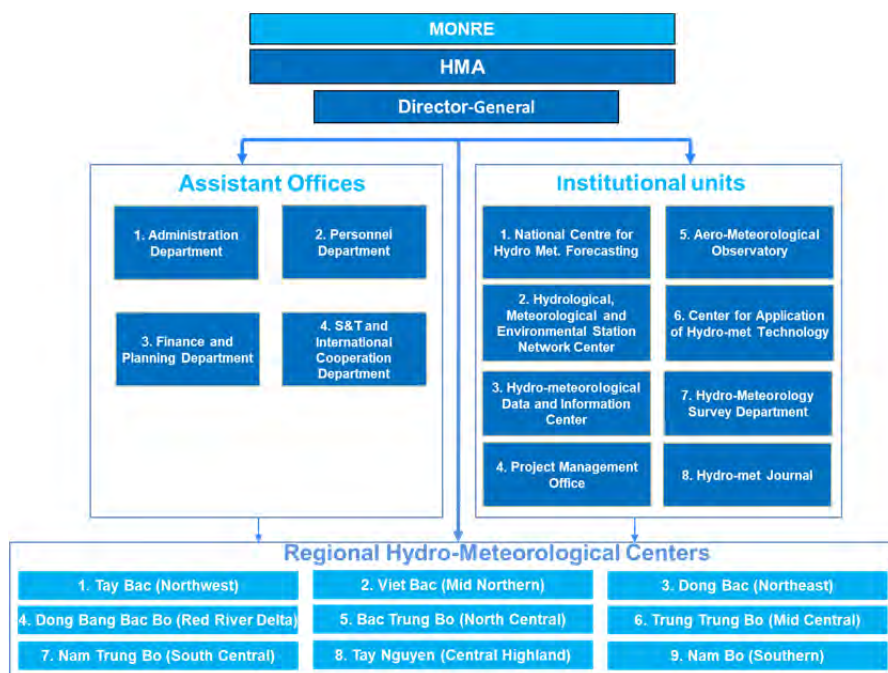 MONRE
HMA
Director-General
Assistant Offices
1. Administration
Department
2. Personnel
Department
3. Finance and
Planning Department
4. S&T and
International
Cooperation
Department
Institutional units
1. National Centre for
Hydro Met. Forecasting
2. Hydrological,
Meteorological and
Environmental Station
Network Center
3. Hydro-meteorological
Data and Information
Center
4. Project Management
Office
5. Aero-Meteorological
Observatory
6. Center for Application
of Hydro-met Technology
7. Hydro-Meteorology
Survey Department
8. Hydro-met Journal
Regional Hydro-Meteorological Centers
1. Tay Bac (Northwest)
2. Viet Bac (Mid Northern)
3. Dong Bac (Northeast)
4. Dong Bang Bac Bo (Red River Delta)
5. Bac Trung Bo (North Central)
6. Trung Trung Bo (Mid Central)
7. Nam Trung Bo (South Central)
8. Tay Nguyen (Central Highland)
9. Nam Bo (Southern)